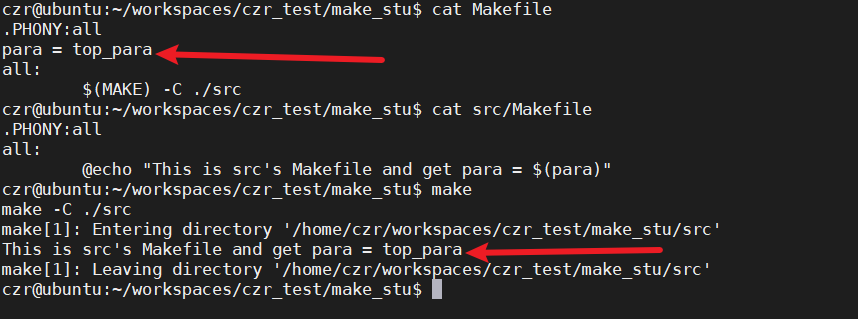 czr@ubuntu:~/workspaces/czr_test/make_stu$ cat Makefile
.PHONY:all
para = top_para
all:
        $(MAKE) -C ./src
czr@ubuntu:~/workspaces/czr_test/make_stu$ cat src/Makefile
.PHONY:all
all:
        @echo "This is src's Makefile and get para = $(para)"
czr@ubuntu:~/workspaces/czr_test/make_stu$ make
make -C ./src
make[1]: Entering directory '/home/czr/workspaces/czr_test/make_stu/src'
This is src's Makefile and get para = top_para
make[1]: Leaving directory '/home/czr/workspaces/czr_test/make_stu/src'
czr@ubuntu:~/workspaces/czr_test/make_stu$